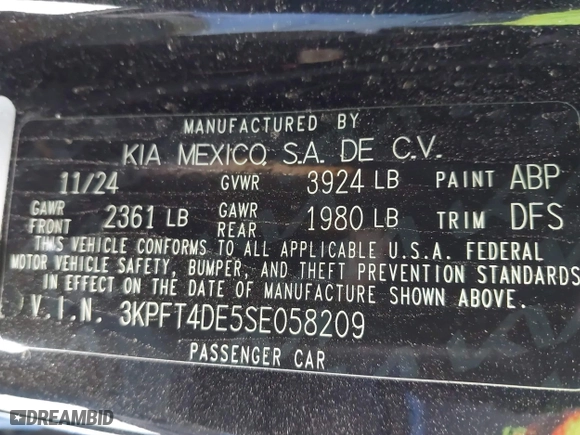 MANUFACTURED BY
KIA MEXICO, S.A. DE C.V.
11/24 GVWR 3924 LB PAINT ABP
GAWR FRONT 2361 LB GAWR REAR 1980 LB TRIM DFS
THIS VEHICLE CONFORMS TO ALL APPLICABLE U.S.A. FEDERAL
MOTOR VEHICLE SAFETY, BUMPER, AND THEFT PREVENTION STANDARDS
IN EFFECT ON THE DATE OF MANUFACTURE SHOWN ABOVE.
V.I.N. 3KPFT4DE5SE058209
PASSENGER CAR
DREAMBID